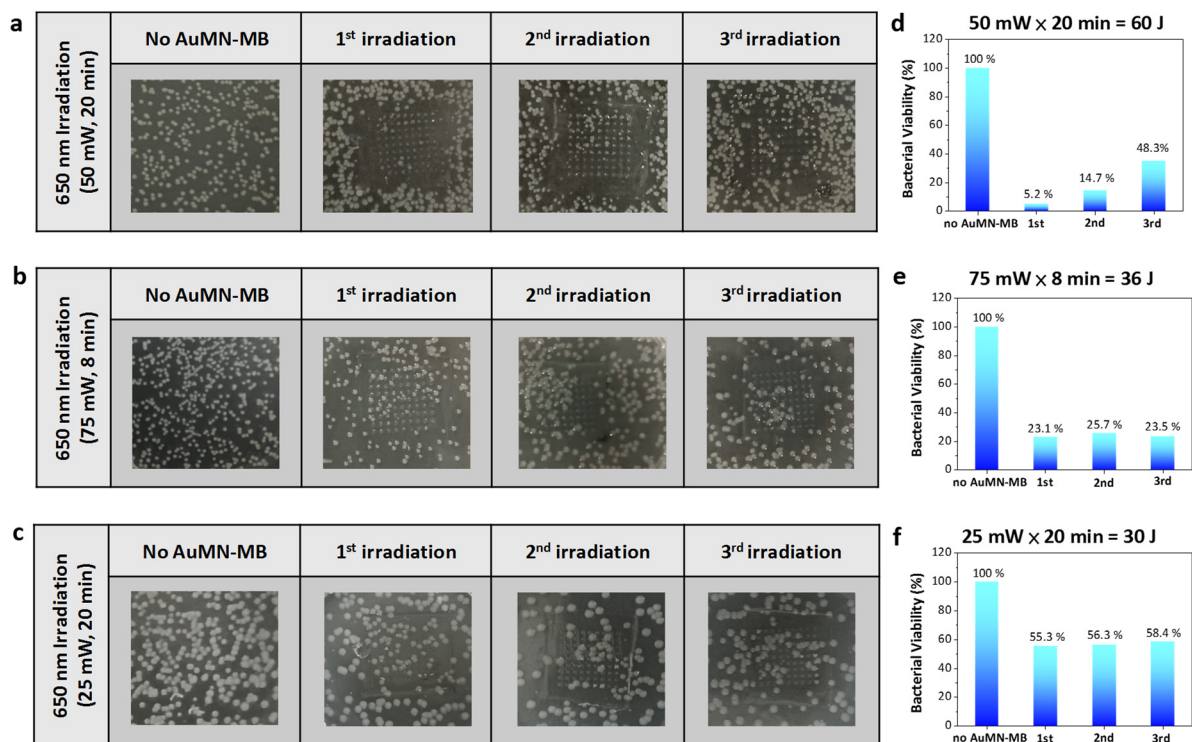 a
650 nm Irradiation
(50 mW, 20 min)
No AuMN-MB
1st irradiation
2nd irradiation
3rd irradiation
d
50 mW × 20 min = 60 J
Bacterial Viability (%)
120
100
80
60
40
20
0
100 %
5.2 %
14.7 %
48.3%
no AuMN-MB
1st
2nd
3rd
b
650 nm Irradiation
(75 mW, 8 min)
No AuMN-MB
1st irradiation
2nd irradiation
3rd irradiation
e
75 mW × 8 min = 36 J
Bacterial Viability (%)
120
100
80
60
40
20
0
100 %
23.1 %
25.7 %
23.5 %
no AuMN-MB
1st
2nd
3rd
c
650 nm Irradiation
(25 mW, 20 min)
No AuMN-MB
1st irradiation
2nd irradiation
3rd irradiation
f
25 mW × 20 min = 30 J
Bacterial Viability (%)
120
100
80
60
40
20
0
100 %
55.3 %
56.3 %
58.4 %
no AuMN-MB
1st
2nd
3rd